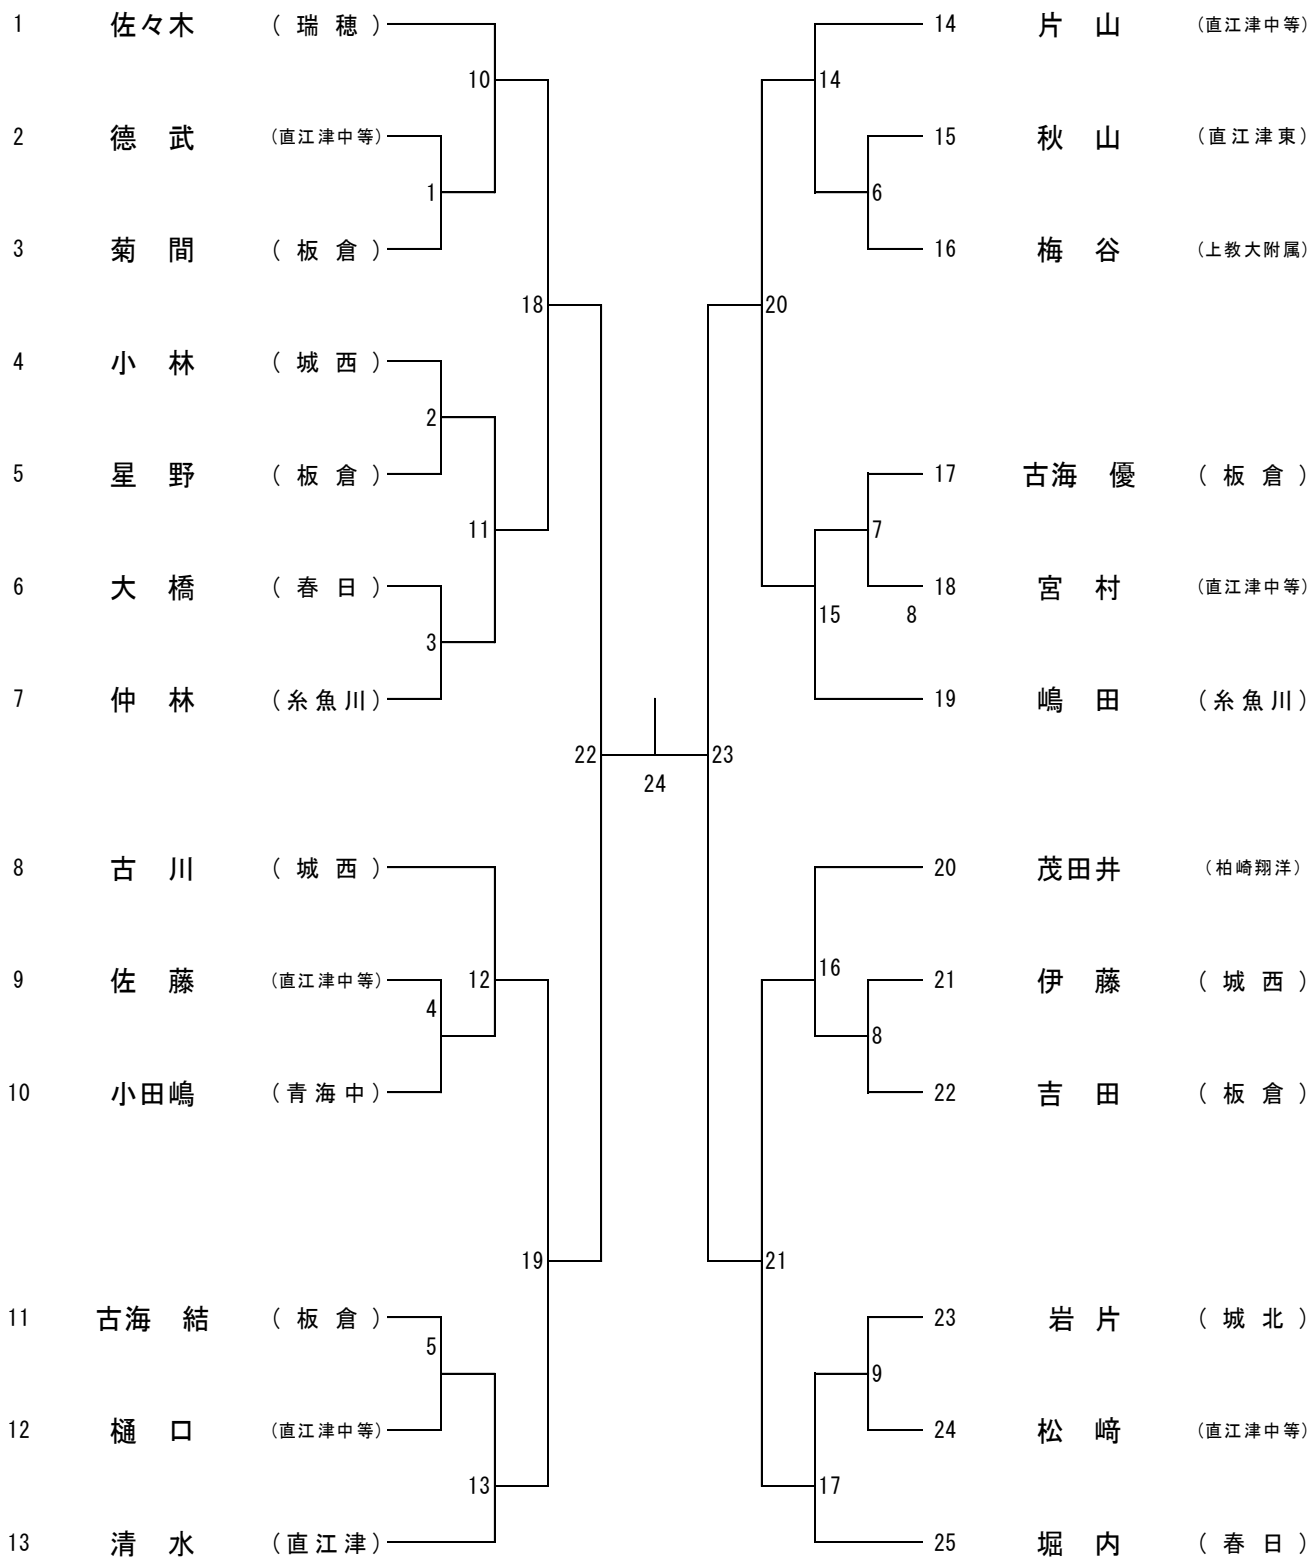 1 佐々木 （ 瑞 穂 ） 14 片 山 （直江津中等）
10 14
2 德 武 （直江津中等） 15 秋 山 （直江津東）
1 6
3 菊 間 （ 板 倉 ） 16 梅 谷 （上教大附属）
18 20
4 小 林 （ 城 西 ）
2
5 星 野 （ 板 倉 ） 17 古海 優 （ 板 倉 ）
11 7
6 大 橋 （ 春 日 ） 18 宮 村 （直江津中等）
3 15 8
7 仲 林 （糸魚川） 19 嶋 田 （糸魚川）
22 23
24
8 古 川 （ 城 西 ） 20 茂田井 （柏崎翔洋）
16
9 佐 藤 （直江津中等） 12 21 伊 藤 （ 城 西 ）
4 8
10 小田嶋 （青海中） 22 吉 田 （ 板 倉 ）
19 21
11 古海 結 （ 板 倉 ） 23 岩 片 （ 城 北 ）
5 9
12 樋 口 （直江津中等） 24 松 﨑 （直江津中等）
13 17
13 清 水 （直江津） 25 堀 内 （ 春 日 ）